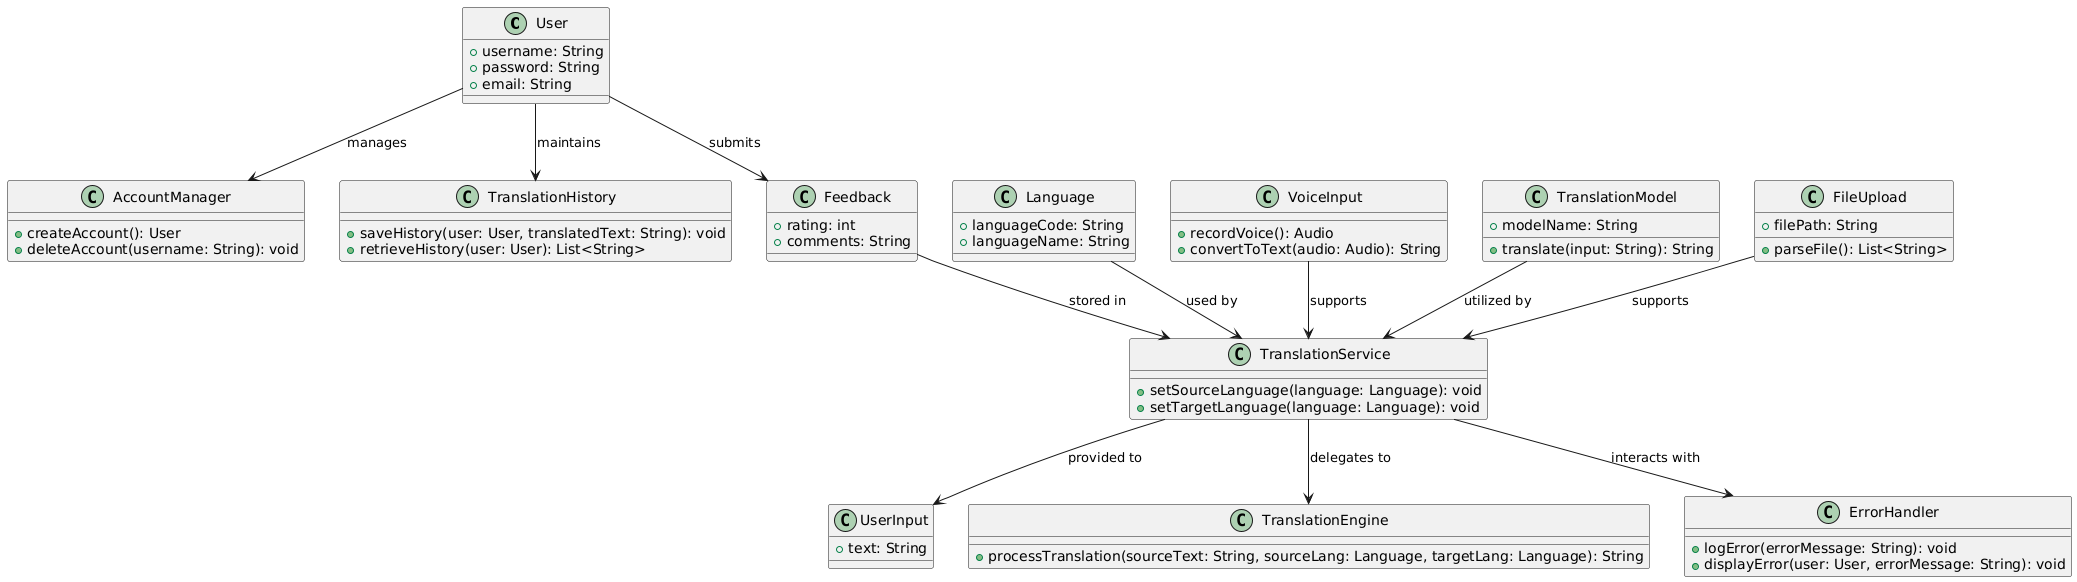 C User
username: String
password: String
email: String
manages
maintains
submits
C AccountManager
createAccount(): User
deleteAccount(username: String): void
C TranslationHistory
saveHistory(user: User, translatedText: String): void
retrieveHistory(user: User): List<String>
C Feedback
rating: int
comments: String
C Language
languageCode: String
languageName: String
C VoiceInput
recordVoice(): Audio
convertToText(audio: Audio): String
C TranslationModel
modelName: String
translate(input: String): String
C FileUpload
filePath: String
parseFile(): List<String>
stored in
used by
supports
utilized by
supports
C TranslationService
setSourceLanguage(language: Language): void
setTargetLanguage(language: Language): void
provided to
delegates to
interacts with
C UserInput
text: String
C TranslationEngine
processTranslation(sourceText: String, sourceLang: Language, targetLang: Language): String
C ErrorHandler
logError(errorMessage: String): void
displayError(user: User, errorMessage: String): void